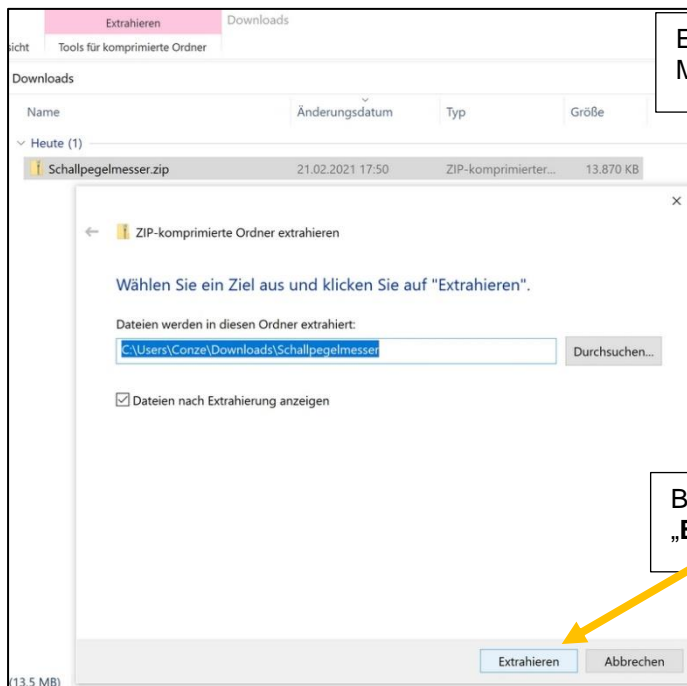 Extrahieren Downloads
sicht Tools für komprimierte Ordner
Downloads
Name Änderungsdatum Typ Größe
Heute (1)
Schallpegelmesser.zip 21.02.2021 17:50 ZIP-komprimierter... 13.870 KB
ZIP-komprimierte Ordner extrahieren
Wählen Sie ein Ziel aus und klicken Sie auf "Extrahieren".
Dateien werden in diesen Ordner extrahiert:
C:\Users\Conze\Downloads\Schallpegelmesser Durchsuchen...
Dateien nach Extrahierung anzeigen
Extrahieren Abbrechen
(13,5 MB)